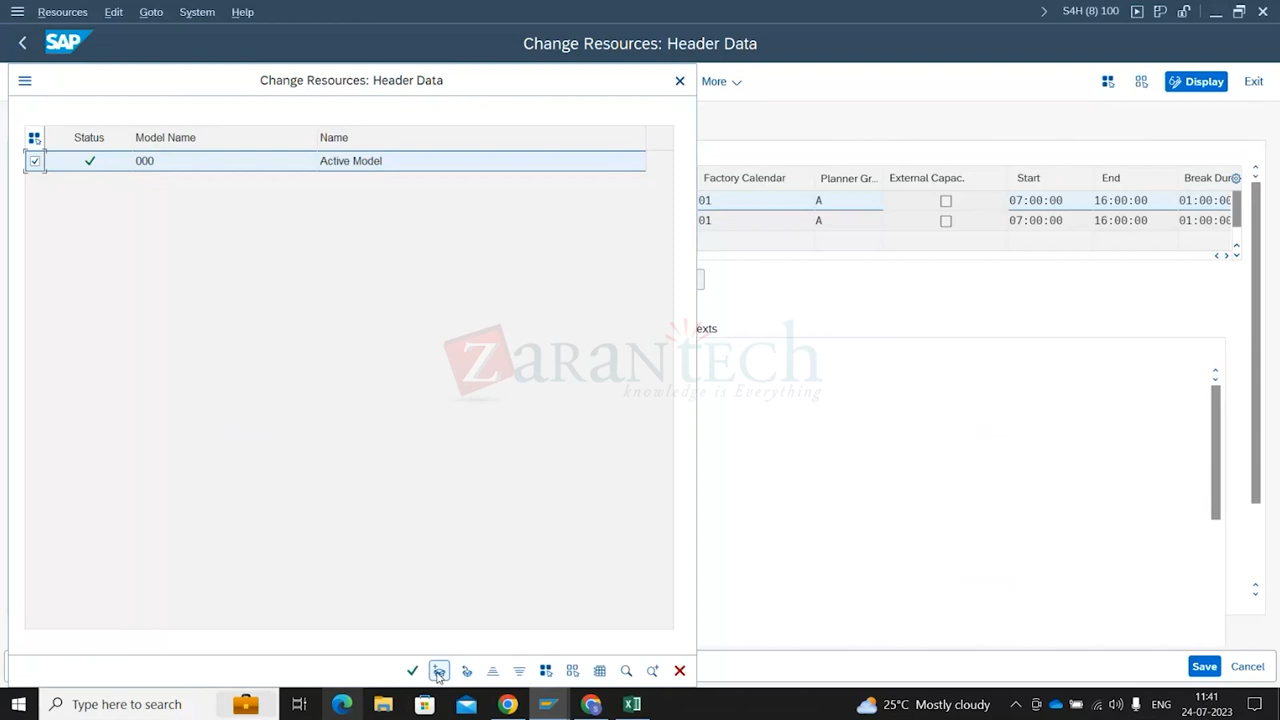 Resources Edit Goto System Help S4H (8) 100
SAP Change Resources: Header Data
Change Resources: Header Data More Display Exit
Status Model Name Name
000 Active Model
Factory Calendar Planner Gr... External Capac. Start End Break Dur
01 A 07:00:00 16:00:00 01:00:00
01 A 07:00:00 16:00:00 01:00:00
exts
ZaranTech
knowledge is Everything
Save Cancel
Type here to search 25°C Mostly cloudy ENG 11:41
24-07-2023